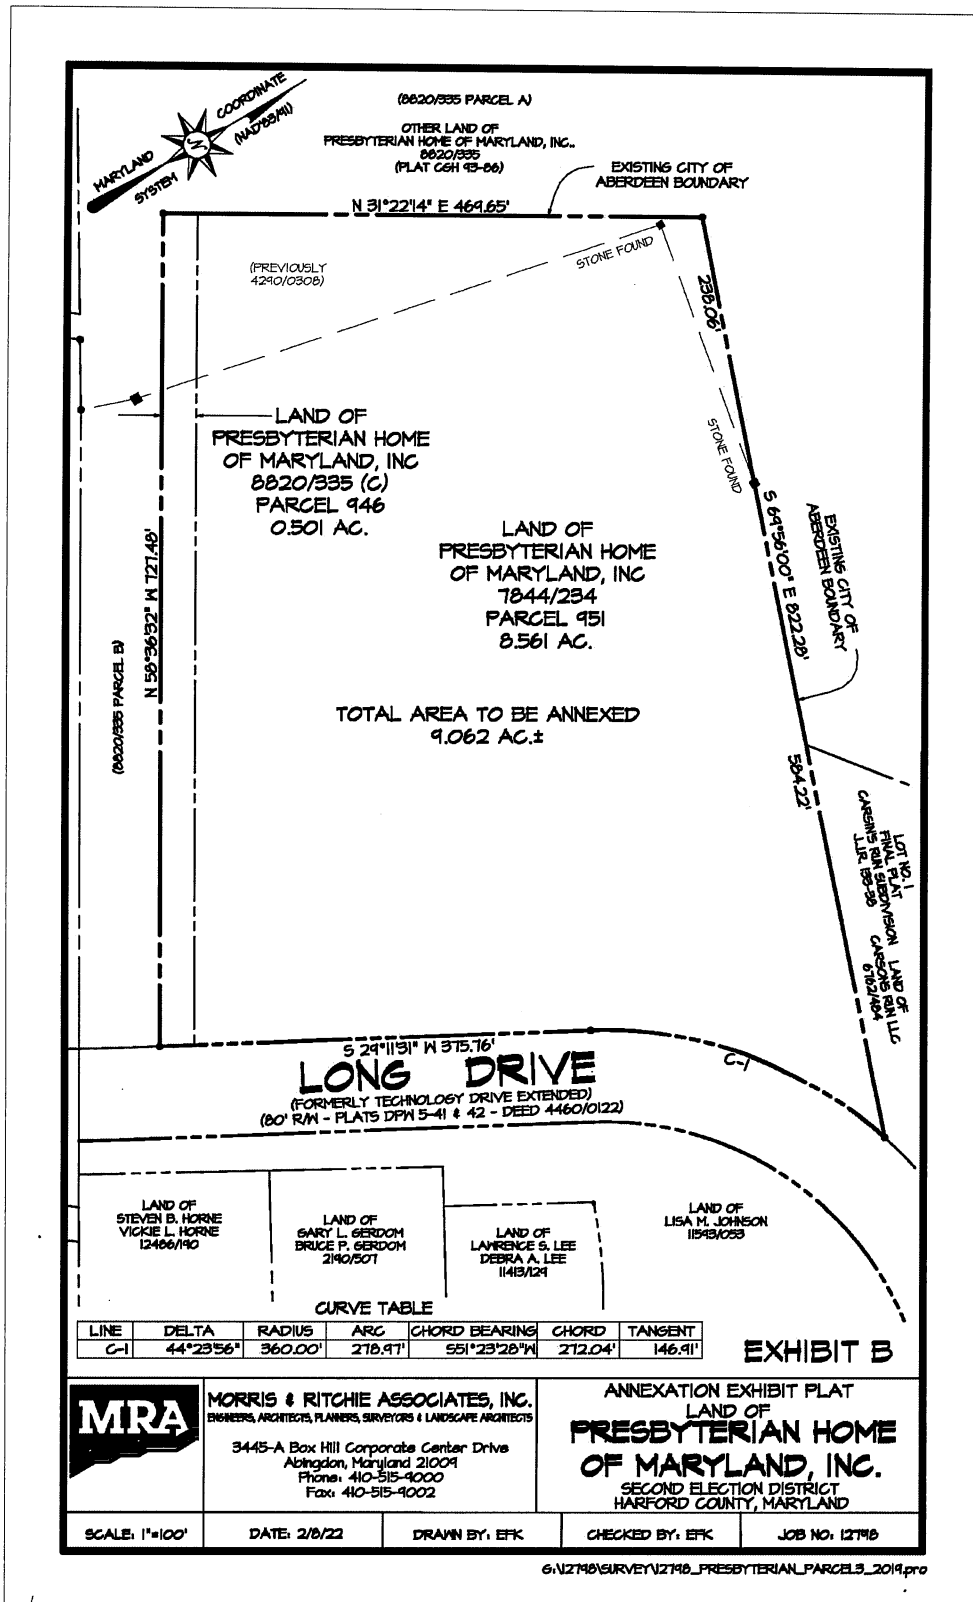 MARYLAND COORDINATE
SYSTEM (NAD'83/91)
(8820/335 PARCEL A)
OTHER LAND OF
PRESBYTERIAN HOME OF MARYLAND, INC..
8820/335
(PLAT CGH 93-86)
EXISTING CITY OF
ABERDEEN BOUNDARY
N 31°22'14" E 469.65'
STONE FOUND
(PREVIOUSLY
4290/0308)
238.06'
LAND OF
PRESBYTERIAN HOME
OF MARYLAND, INC
8820/335 (C)
PARCEL 946
0.501 AC.
STONE FOUND
LAND OF
PRESBYTERIAN HOME
OF MARYLAND, INC
7844/234
PARCEL 951
8.561 AC.
S 69°56'00" E 822.28'
EXISTING CITY OF
ABERDEEN BOUNDARY
N 58°36'32" W 727.48'
(8820/335 PARCEL B)
TOTAL AREA TO BE ANNEXED
9.062 AC.±
584.22'
LOT NO. 1
FINAL PLAT
CARSIN'S RUN SUBDIVISION
J.J.R. 138-38
LAND OF
CARSONS RUN LLC
6762/484
S 29°11'31" W 375.76'
C-1
LONG DRIVE
(FORMERLY TECHNOLOGY DRIVE EXTENDED)
(80' R/W - PLATS DPW 5-41 & 42 - DEED 4460/0122)
LAND OF
STEVEN B. HORNE
VICKIE L. HORNE
12486/190
LAND OF
GARY L. GERDOM
BRUCE P. GERDOM
2190/507
LAND OF
LAWRENCE S. LEE
DEBRA A. LEE
11413/129
LAND OF
LISA M. JOHNSON
11593/053
CURVE TABLE
LINE DELTA RADIUS ARC CHORD BEARING CHORD TANGENT
C-1 44°23'56" 360.00' 278.97' S51°23'28"W 272.04' 146.91'
EXHIBIT B
MRA
MORRIS & RITCHIE ASSOCIATES, INC.
ENGINEERS, ARCHITECTS, PLANNERS, SURVEYORS & LANDSCAPE ARCHITECTS
3445-A Box Hill Corporate Center Drive
Abingdon, Maryland 21009
Phone: 410-515-9000
Fax: 410-515-9002
ANNEXATION EXHIBIT PLAT
LAND OF
PRESBYTERIAN HOME
OF MARYLAND, INC.
SECOND ELECTION DISTRICT
HARFORD COUNTY, MARYLAND
SCALE: 1"=100'
DATE: 2/8/22
DRAWN BY: EFK
CHECKED BY: EFK
JOB NO: 12798
G:\12798\SURVEY\12798_PRESBYTERIAN_PARCEL3_2019.pro